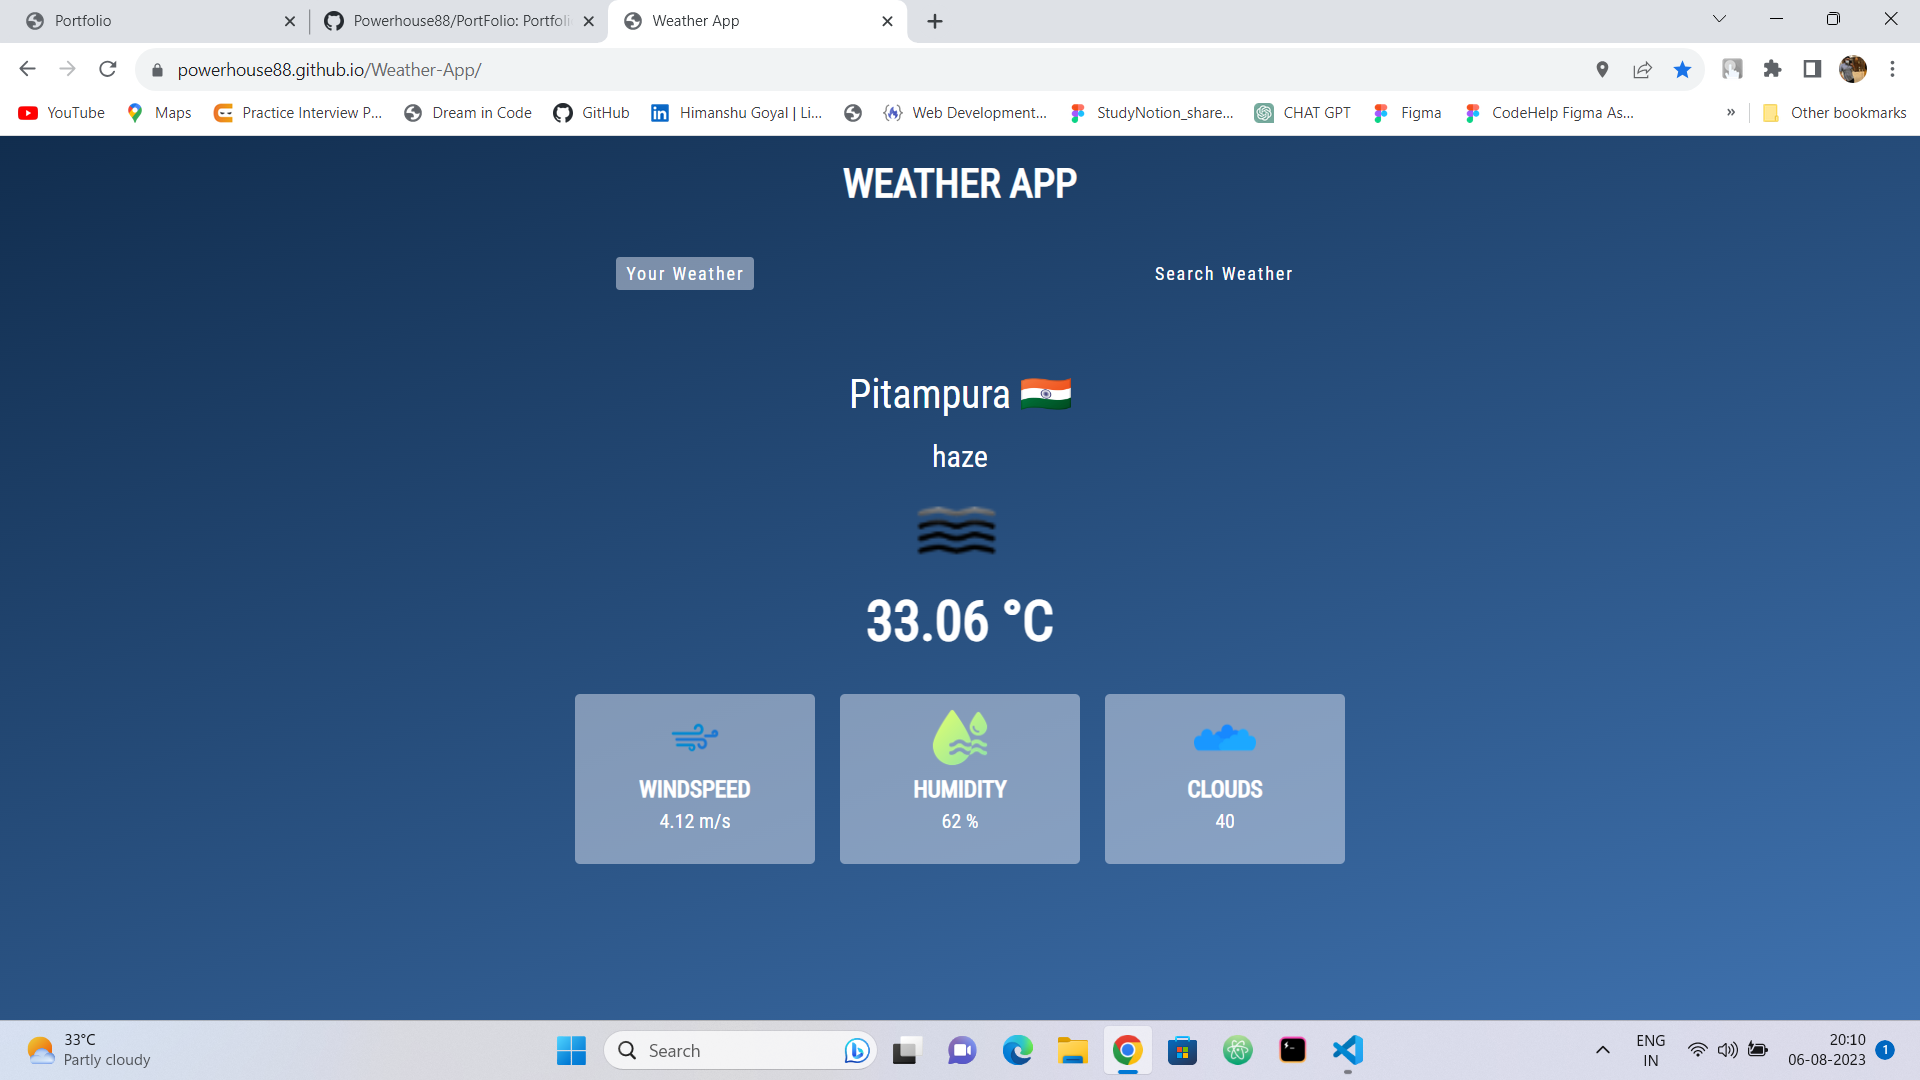 Portfolio
Powerhouse88/PortFolio: Portfoli
Weather App
powerhouse88.github.io/Weather-App/
YouTube
Maps
Practice Interview P...
Dream in Code
GitHub
Himanshu Goyal | Li...
Web Development...
StudyNotion_share...
CHAT GPT
Figma
CodeHelp Figma As...
»
Other bookmarks
WEATHER APP
Your Weather
Search Weather
Pitampura
haze
33.06 °C
WINDSPEED
4.12 m/s
HUMIDITY
62 %
CLOUDS
40
33°C
Partly cloudy
Search
ENG
IN
20:10
06-08-2023
1